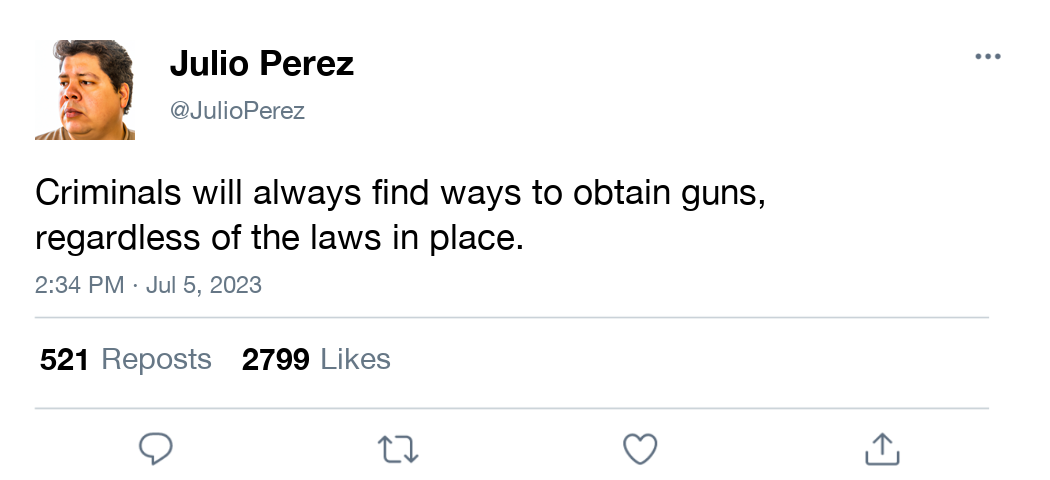 Julio Perez
@JulioPerez
Criminals will always find ways to obtain guns,
regardless of the laws in place.
2:34 PM · Jul 5, 2023
521 Reposts 2799 Likes